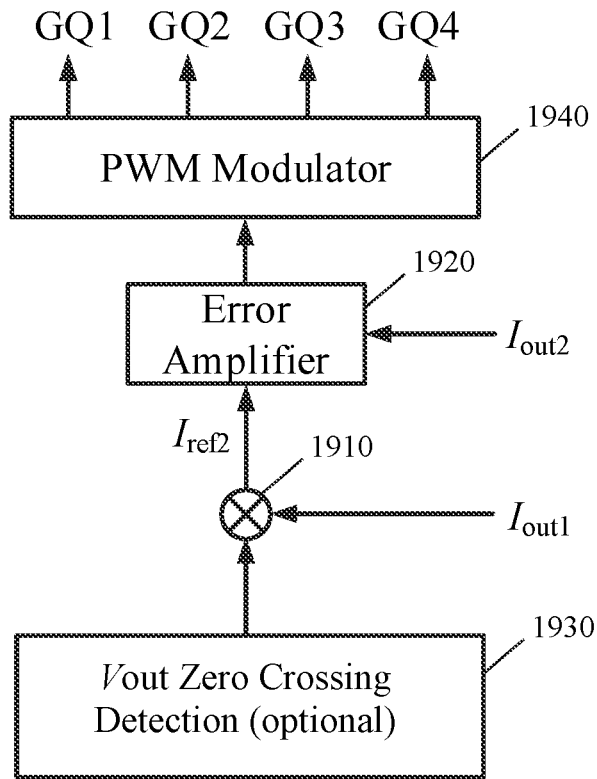 GQ1 GQ2 GQ3 GQ4
1940
PWM Modulator
1920
Error
Amplifier
Iout2
Iref2
1910
Iout1
1930
Vout Zero Crossing
Detection (optional)